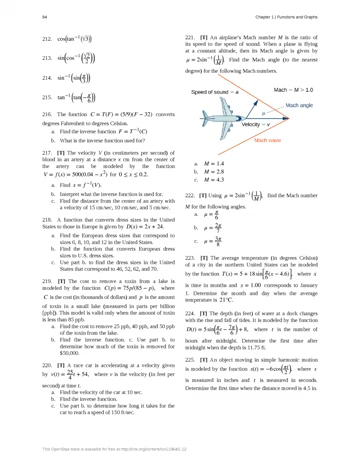 94
Chapter 1 | Functions and Graphs
212. cos(tan⁻¹(√3))
213. sin(cos⁻¹(√2/2))
214. sin⁻¹(sin(π/3))
215. tan⁻¹(tan(−π/6))
216. The function C = T(F) = (5/9)(F − 32) converts
degrees Fahrenheit to degrees Celsius.
a. Find the inverse function F = T⁻¹(C)
b. What is the inverse function used for?
217. [T] The velocity V (in centimeters per second) of
blood in an artery at a distance x cm from the center of
the artery can be modeled by the function
V = f(x) = 500(0.04 − x²) for 0 ≤ x ≤ 0.2.
a. Find x = f⁻¹(V).
b. Interpret what the inverse function is used for.
c. Find the distance from the center of an artery with
a velocity of 15 cm/sec, 10 cm/sec, and 5 cm/sec.
218. A function that converts dress sizes in the United
States to those in Europe is given by D(x) = 2x + 24.
a. Find the European dress sizes that correspond to
sizes 6, 8, 10, and 12 in the United States.
b. Find the function that converts European dress
sizes to U.S. dress sizes.
c. Use part b. to find the dress sizes in the United
States that correspond to 46, 52, 62, and 70.
219. [T] The cost to remove a toxin from a lake is
modeled by the function C(p) = 75p/(85 − p), where
C is the cost (in thousands of dollars) and p is the amount
of toxin in a small lake (measured in parts per billion
[ppb]). This model is valid only when the amount of toxin
is less than 85 ppb.
a. Find the cost to remove 25 ppb, 40 ppb, and 50 ppb
of the toxin from the lake.
b. Find the inverse function. c. Use part b. to
determine how much of the toxin is removed for
$50,000.
220. [T] A race car is accelerating at a velocity given
by v(t) = 25/4 t + 54, where v is the velocity (in feet per
second) at time t.
a. Find the velocity of the car at 10 sec.
b. Find the inverse function.
c. Use part b. to determine how long it takes for the
car to reach a speed of 150 ft/sec.
221. [T] An airplane's Mach number M is the ratio of
its speed to the speed of sound. When a plane is flying
at a constant altitude, then its Mach angle is given by
μ = 2sin⁻¹(1/M). Find the Mach angle (to the nearest
degree) for the following Mach numbers.
Speed of sound − a
Mach − M > 1.0
Mach angle
μ
Velocity − v
Mach wave
a. M = 1.4
b. M = 2.8
c. M = 4.3
222. [T] Using μ = 2sin⁻¹(1/M), find the Mach number
M for the following angles.
a. μ = π/6
b. μ = 2π/7
c. μ = 3π/8
223. [T] The average temperature (in degrees Celsius)
of a city in the northern United States can be modeled
by the function T(x) = 5 + 18sin[π/6(x − 4.6)], where x
is time in months and x = 1.00 corresponds to January
1. Determine the month and day when the average
temperature is 21°C.
224. [T] The depth (in feet) of water at a dock changes
with the rise and fall of tides. It is modeled by the function
D(t) = 5sin(π/6 t − 7π/6) + 8, where t is the number of
hours after midnight. Determine the first time after
midnight when the depth is 11.75 ft.
225. [T] An object moving in simple harmonic motion
is modeled by the function s(t) = −6cos(πt/2), where s
is measured in inches and t is measured in seconds.
Determine the first time when the distance moved is 4.5 in.
This OpenStax book is available for free at http://cnx.org/content/col11964/1.12